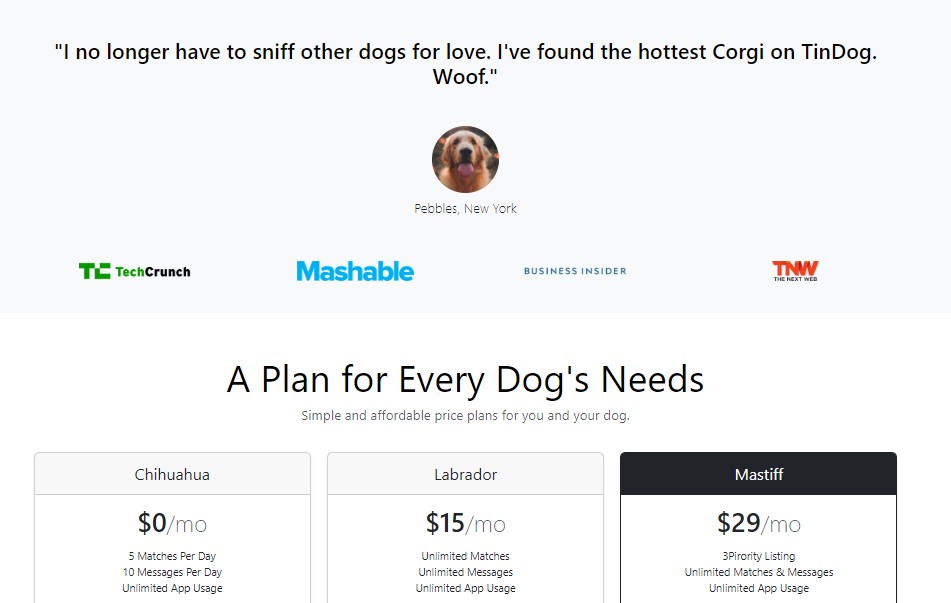 "I no longer have to sniff other dogs for love. I've found the hottest Corgi on TinDog.
Woof."
Pebbles, New York
TC TechCrunch
Mashable
BUSINESS INSIDER
TNW
THE NEXT WEB
A Plan for Every Dog's Needs
Simple and affordable price plans for you and your dog.
Chihuahua
Labrador
Mastiff
$0/mo
$15/mo
$29/mo
5 Matches Per Day
Unlimited Matches
3Pirority Listing
10 Messages Per Day
Unlimited Messages
Unlimited Matches & Messages
Unlimited App Usage
Unlimited App Usage
Unlimited App Usage